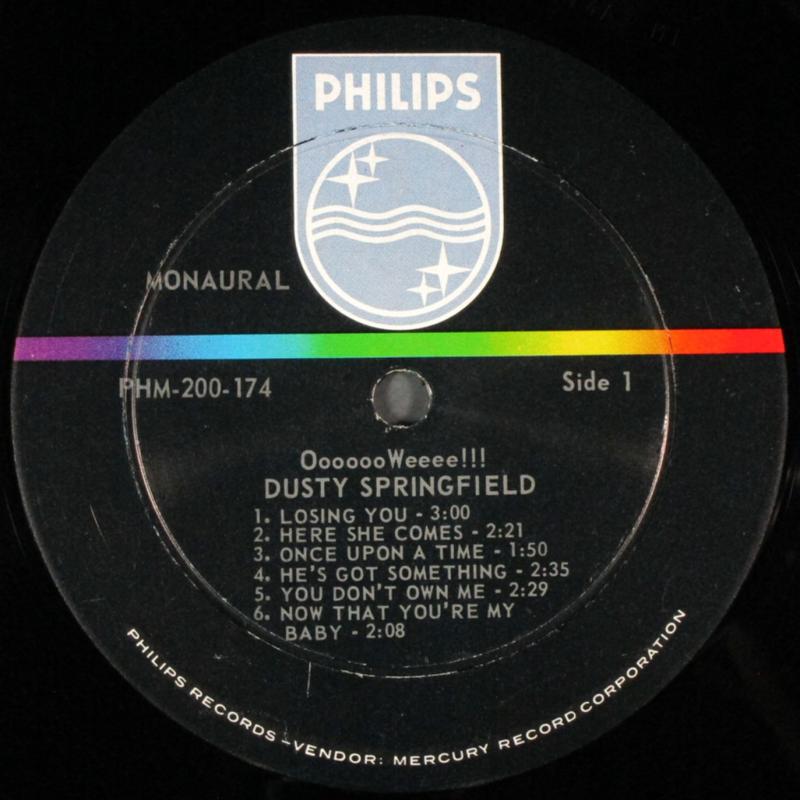 PHILIPS
MONAURAL
PHM-200-174
Side 1
OoooooWeeee!!!
DUSTY SPRINGFIELD
1. LOSING YOU - 3:00
2. HERE SHE COMES - 2:21
3. ONCE UPON A TIME - 1:50
4. HE'S GOT SOMETHING - 2:35
5. YOU DON'T OWN ME - 2:29
6. NOW THAT YOU'RE MY
BABY - 2:08
PHILIPS RECORDS - VENDOR: MERCURY RECORD CORPORATION